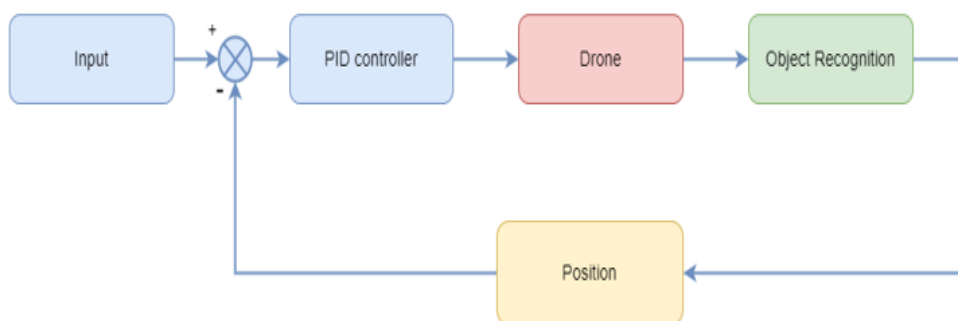 Input
+
-
PID controller
Drone
Object Recognition
Position